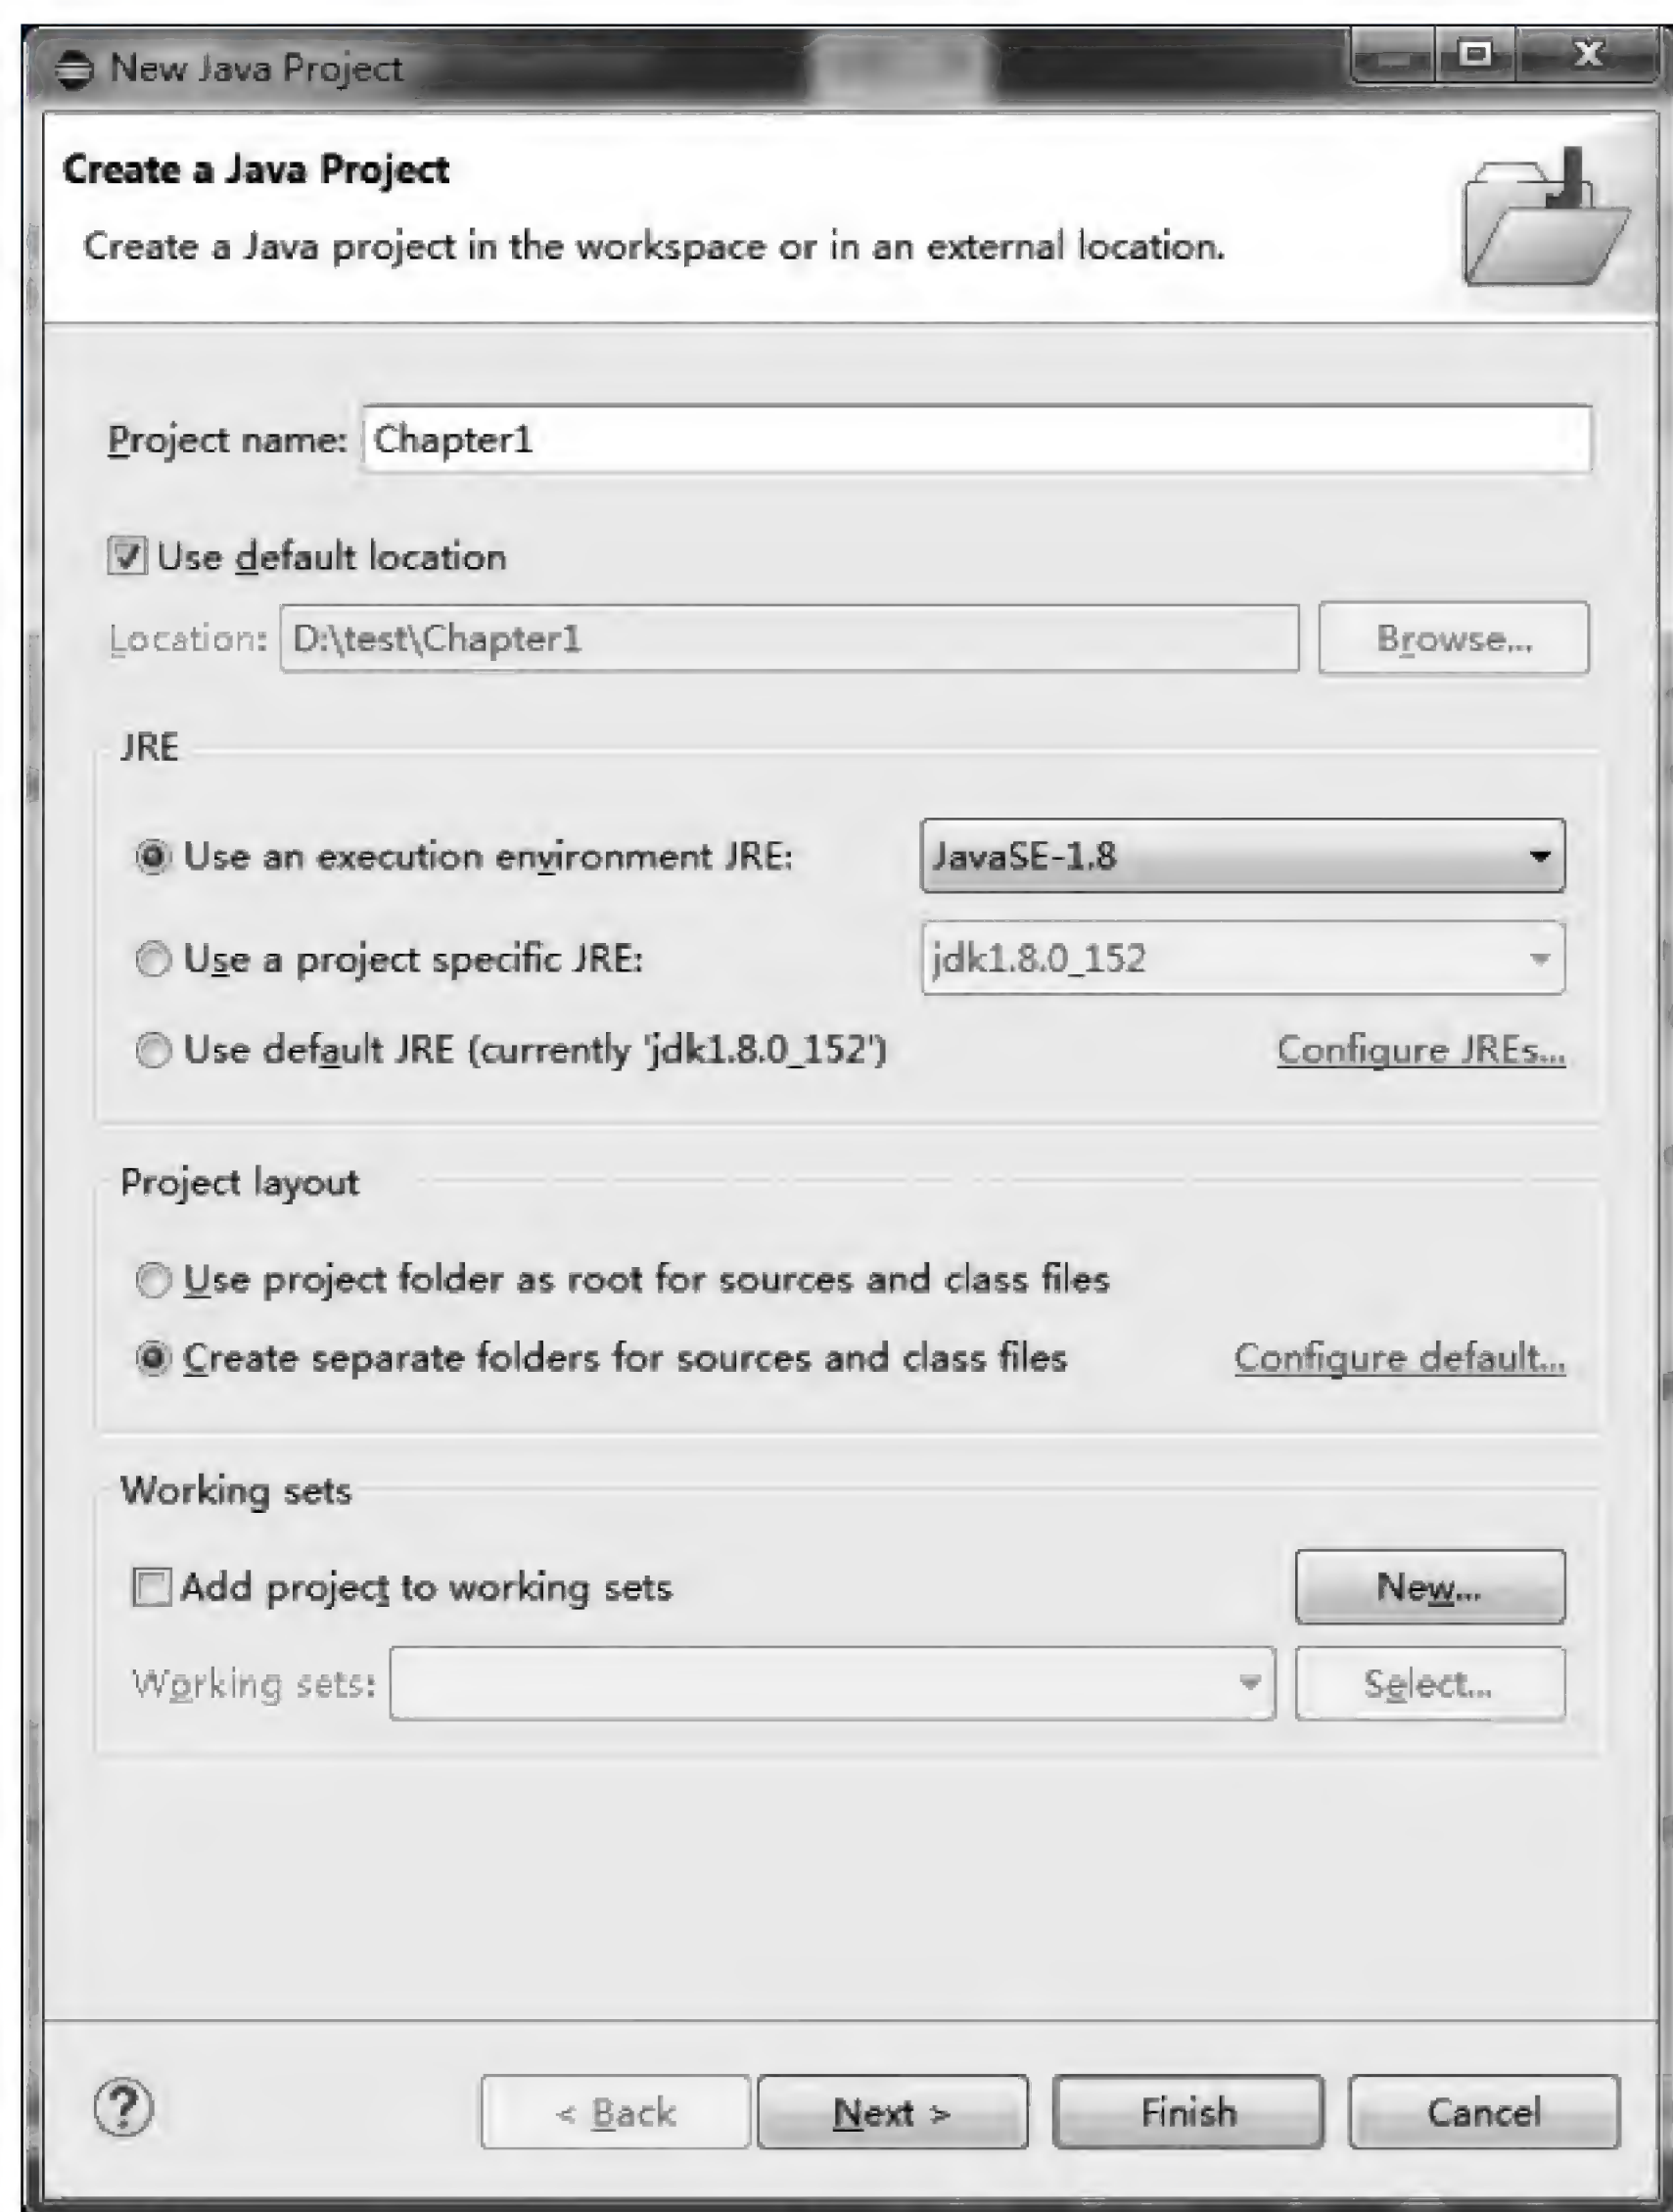 New Java Project
Create a Java Project
Create a Java project in the workspace or in an external location.
Project name: Chapter1
Use default location
Location: D:\test\Chapter1 Browse...
JRE
Use an execution environment JRE: JavaSE-1.8
Use a project specific JRE: jdk1.8.0_152
Use default JRE (currently 'jdk1.8.0_152') Configure JREs...
Project layout
Use project folder as root for sources and class files
Create separate folders for sources and class files Configure default...
Working sets
Add project to working sets New...
Working sets: Select...
? < Back Next > Finish Cancel